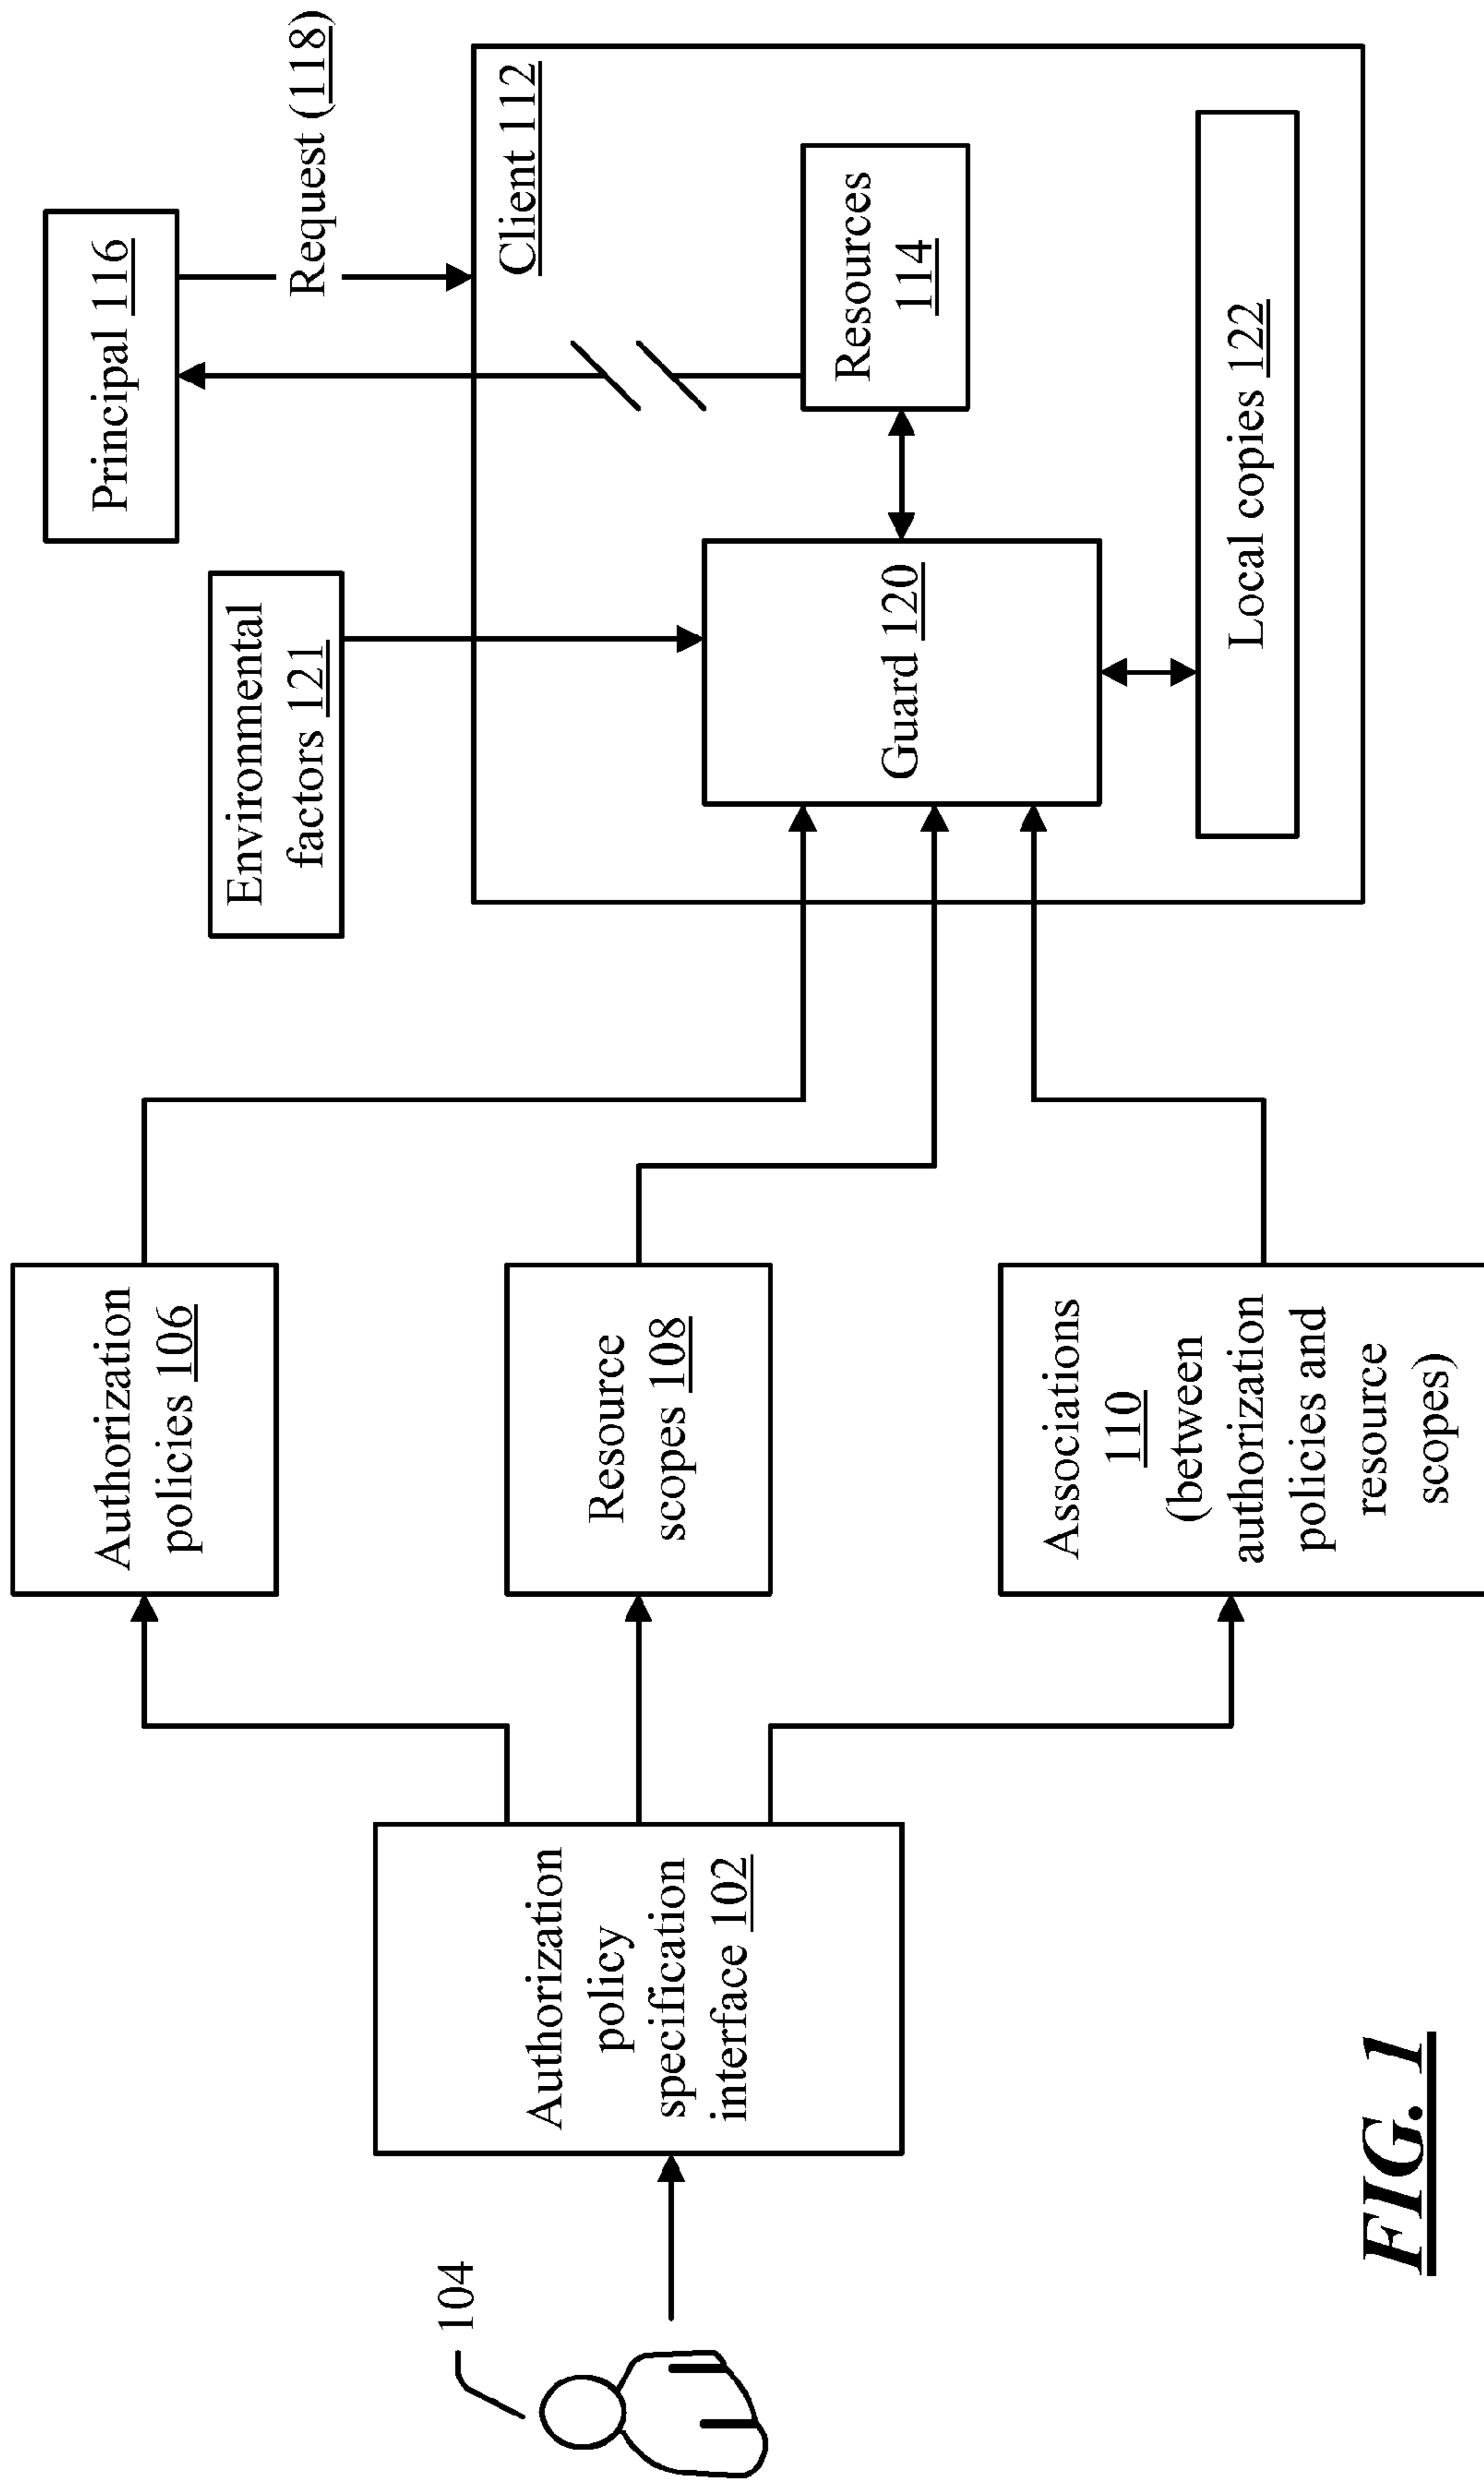 104
Authorization
policy
specification
interface 102
Authorization
policies 106
Resource
scopes 108
Associations
110
(between
authorization
policies and
resource
scopes)
Environmental
factors 121
Principal 116
Request (118)
Client 112
Guard 120
Resources
114
Local copies 122
FIG. 1